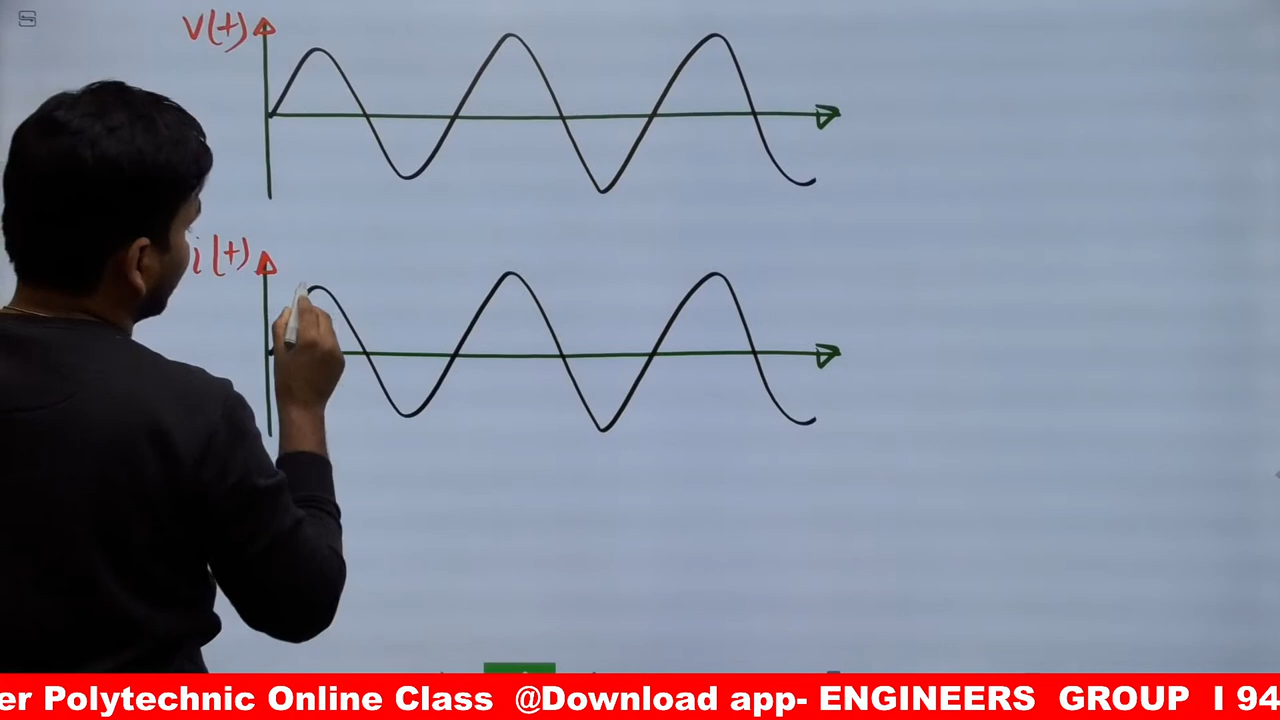 v(t)
i(t)
er Polytechnic Online Class @Download app- ENGINEERS GROUP I 94